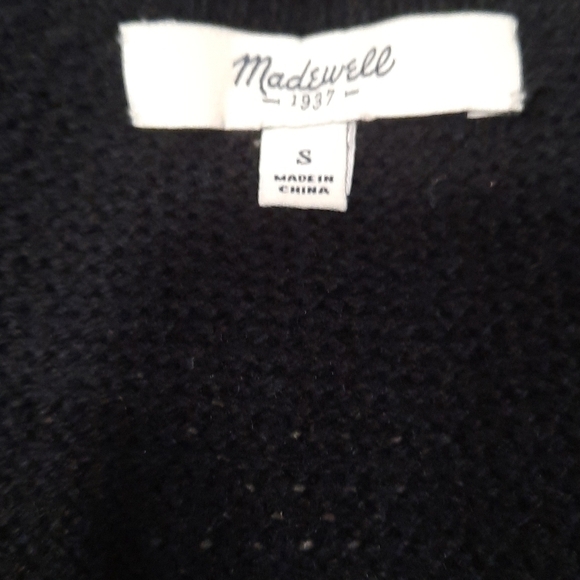 Madewell
— 1937 —
S
MADE IN
CHINA